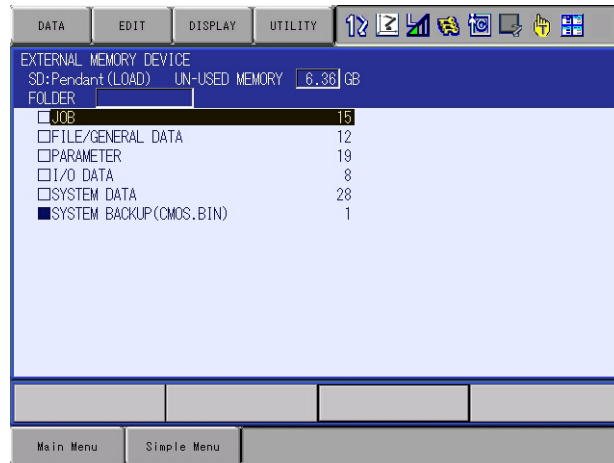 DATA EDIT DISPLAY UTILITY 12
EXTERNAL MEMORY DEVICE
SD:Pendant(LOAD) UN-USED MEMORY 6.36 GB
FOLDER
JOB 15
FILE/GENERAL DATA 12
PARAMETER 19
I/O DATA 8
SYSTEM DATA 28
SYSTEM BACKUP(CMOS.BIN) 1
Main Menu Simple Menu